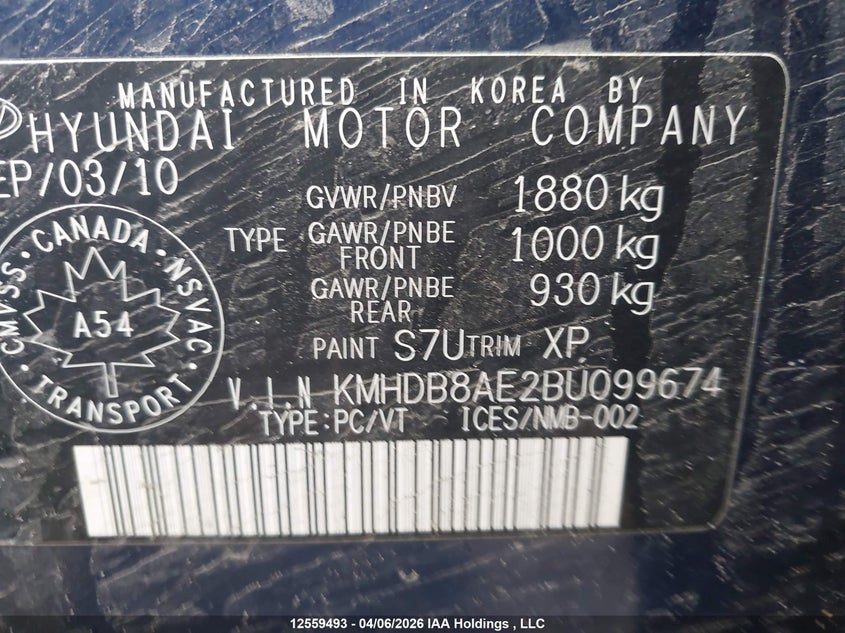 MANUFACTURED IN KOREA BY
HYUNDAI MOTOR COMPANY
EP/03/10
GVWR/PNBV 1880 kg
TYPE GAWR/PNBE FRONT 1000 kg
GAWR/PNBE REAR 930 kg
PAINT S7U TRIM XP
V.I.N KMHDB8AE2BU099674
TYPE:PC/VT ICES/NMB-002
CANADA · NSVAC · TRANSPORT · CMVSS ·
A54
12559493 - 04/06/2026 IAA Holdings , LLC